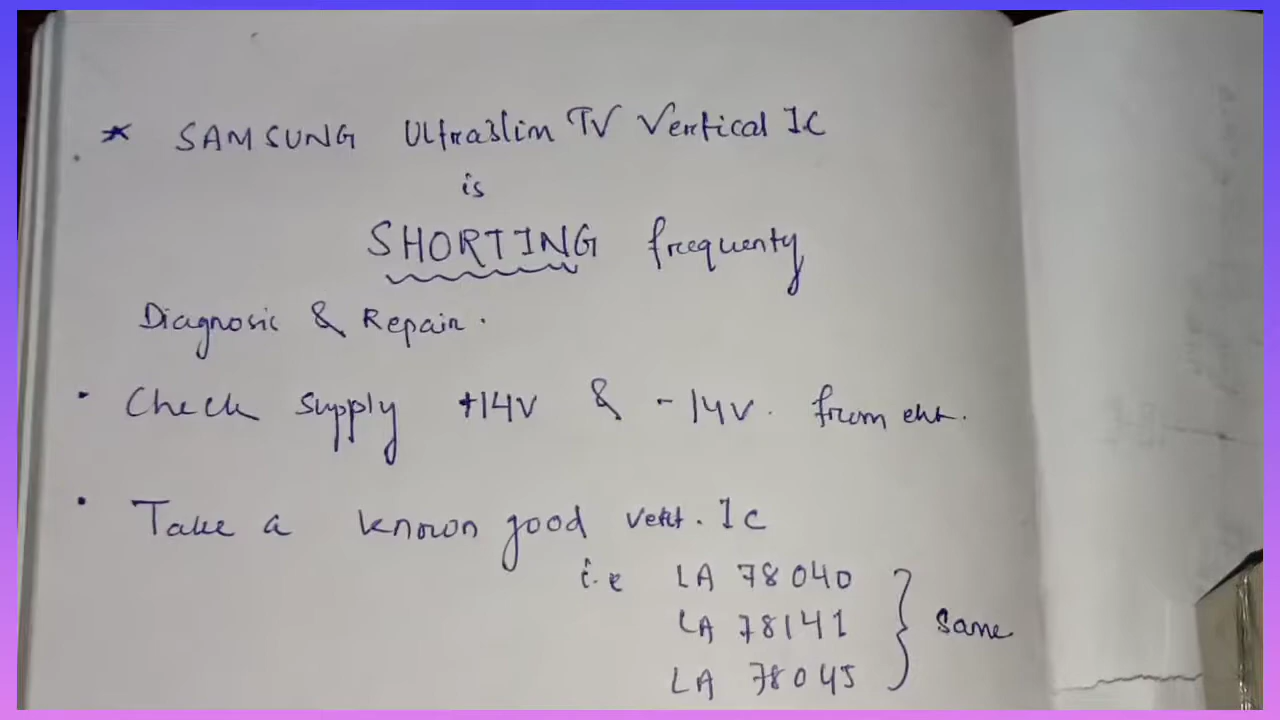 * SAMSUNG Ultraslim TV Vertical IC
is
SHORTING frequenty
Diagnosis & Repair.
• Check supply +14V & -14V. from eht.
• Take a known good vert. Ic
i.e LA 78040
LA 78141
LA 78045
} Same